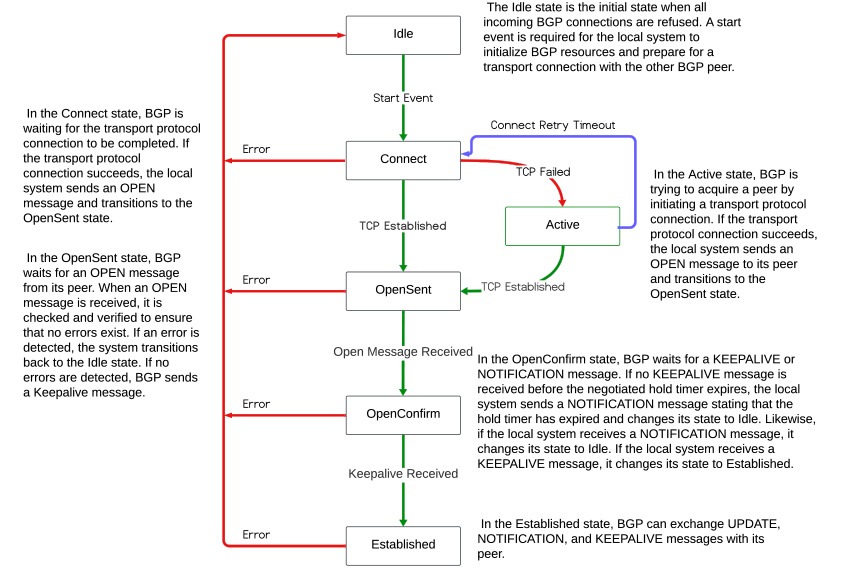 Idle
The Idle state is the initial state when all
incoming BGP connections are refused. A start
event is required for the local system to
initialize BGP resources and prepare for a
transport connection with the other BGP peer.
Start Event
In the Connect state, BGP is
waiting for the transport protocol
connection to be completed. If
the transport protocol
connection succeeds, the local
system sends an OPEN
message and transitions to the
OpenSent state.
Error
Connect
Connect Retry Timeout
TCP Failed
Active
In the Active state, BGP is
trying to acquire a peer by
initiating a transport protocol
connection. If the transport
protocol connection succeeds,
the local system sends an
OPEN message to its peer
and transitions to the
OpenSent state.
TCP Established
TCP Established
In the OpenSent state, BGP
waits for an OPEN message
from its peer. When an OPEN
message is received, it is
checked and verified to ensure
that no errors exist. If an error is
detected, the system transitions
back to the Idle state. If no
errors are detected, BGP sends
a Keepalive message.
Error
OpenSent
Open Message Received
In the OpenConfirm state, BGP waits for a KEEPALIVE or
NOTIFICATION message. If no KEEPALIVE message is
received before the negotiated hold timer expires, the local
system sends a NOTIFICATION message stating that the
hold timer has expired and changes its state to Idle. Likewise,
if the local system receives a NOTIFICATION message, it
changes its state to Idle. If the local system receives a
KEEPALIVE message, it changes its state to Established.
Error
OpenConfirm
Keepalive Received
Error
Established
In the Established state, BGP can exchange UPDATE,
NOTIFICATION, and KEEPALIVE messages with its
peer.